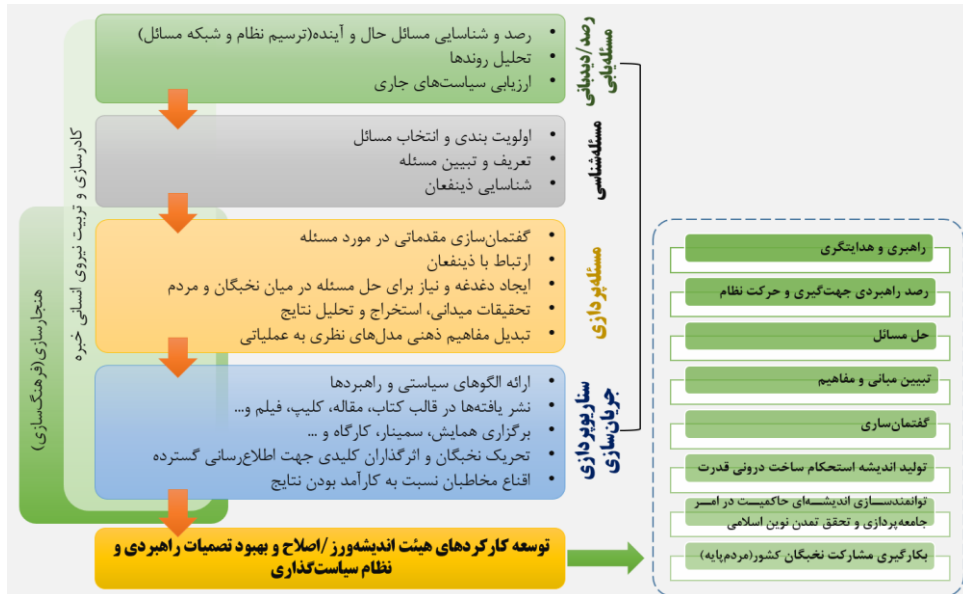 رصد/دیدبانی
مسئله‌یابی
رصد و شناسایی مسائل حال و آینده(ترسیم نظام و شبکه مسائل)
تحلیل روندها
ارزیابی سیاست‌های جاری
مسئله‌شناسی
اولویت بندی و انتخاب مسائل
تعریف و تبیین مسئله
شناسایی ذینفعان
مسئله‌پردازی
گفتمان‌سازی مقدماتی در مورد مسئله
ارتباط با ذینفعان
ایجاد دغدغه و نیاز برای حل مسئله در میان نخبگان و مردم
تحقیقات میدانی، استخراج و تحلیل نتایج
تبدیل مفاهیم ذهنی مدل‌های نظری به عملیاتی
سناریوپردازی
جریان‌سازی
ارائه الگوهای سیاستی و راهبردها
نشر یافته‌ها در قالب کتاب، مقاله، کلیپ، فیلم و...
برگزاری همایش، سمینار، کارگاه و ...
تحریک نخبگان و اثرگذاران کلیدی جهت اطلاع‌رسانی گسترده
اقناع مخاطبان نسبت به کارآمد بودن نتایج
کادرسازی و تربیت نیروی انسانی خبره
هنجارسازی(فرهنگ‌سازی)
توسعه کارکردهای هیئت اندیشه‌ورز /اصلاح و بهبود تصمیات راهبردی و
نظام سیاست‌گذاری
راهبری و هدایتگری
رصد راهبردی جهت‌گیری و حرکت نظام
حل مسائل
تبیین مبانی و مفاهیم
گفتمان‌ساری
تولید اندیشه استحکام ساخت درونی قدرت
توانمندسازی اندیشه‌ای حاکمیت در امر
جامعه‌پردازی و تحقق تمدن نوین اسلامی
بکارگیری مشارکت نخبگان کشور(مردم‌پایه)